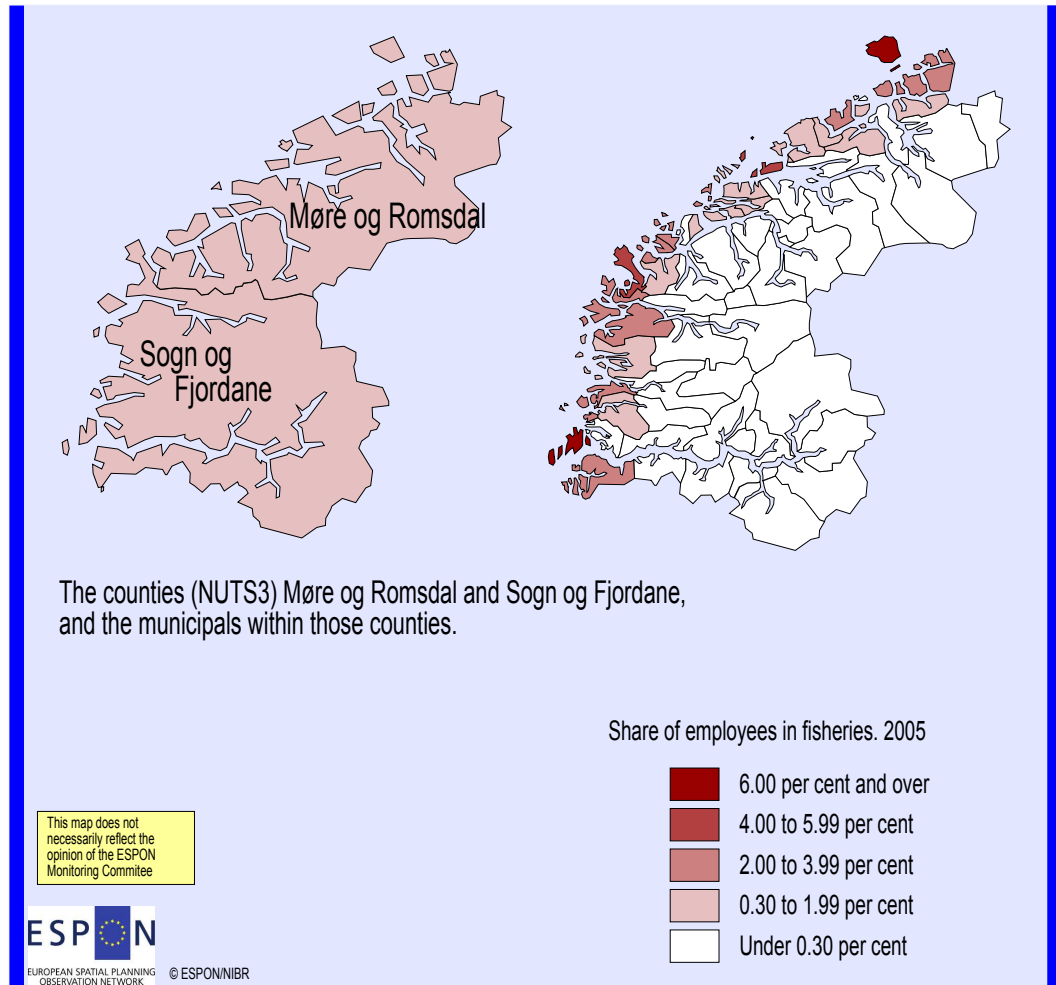 Møre og Romsdal
Sogn og
Fjordane
The counties (NUTS3) Møre og Romsdal and Sogn og Fjordane,
and the municipals within those counties.
Share of employees in fisheries. 2005
6.00 per cent and over
4.00 to 5.99 per cent
2.00 to 3.99 per cent
0.30 to 1.99 per cent
Under 0.30 per cent
This map does not
necessarily reflect the
opinion of the ESPON
Monitoring Commitee
ESPON
EUROPEAN SPATIAL PLANNING
OBSERVATION NETWORK
© ESPON/NIBR